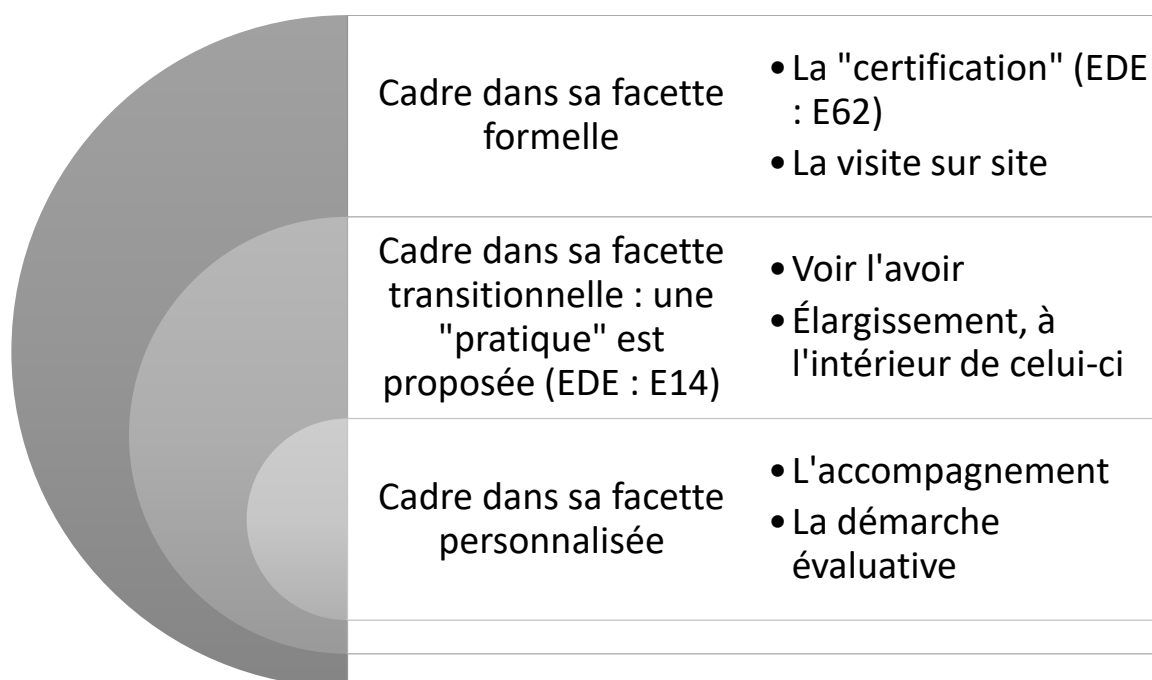 Cadre dans sa facette
formelle
•La "certification" (EDE
: E62)
•La visite sur site
Cadre dans sa facette
transitionnelle : une
"pratique" est
proposée (EDE : E14)
•Voir l'avoir
•Élargissement, à
l'intérieur de celui-ci
Cadre dans sa facette
personnalisée
•L'accompagnement
•La démarche
évaluative